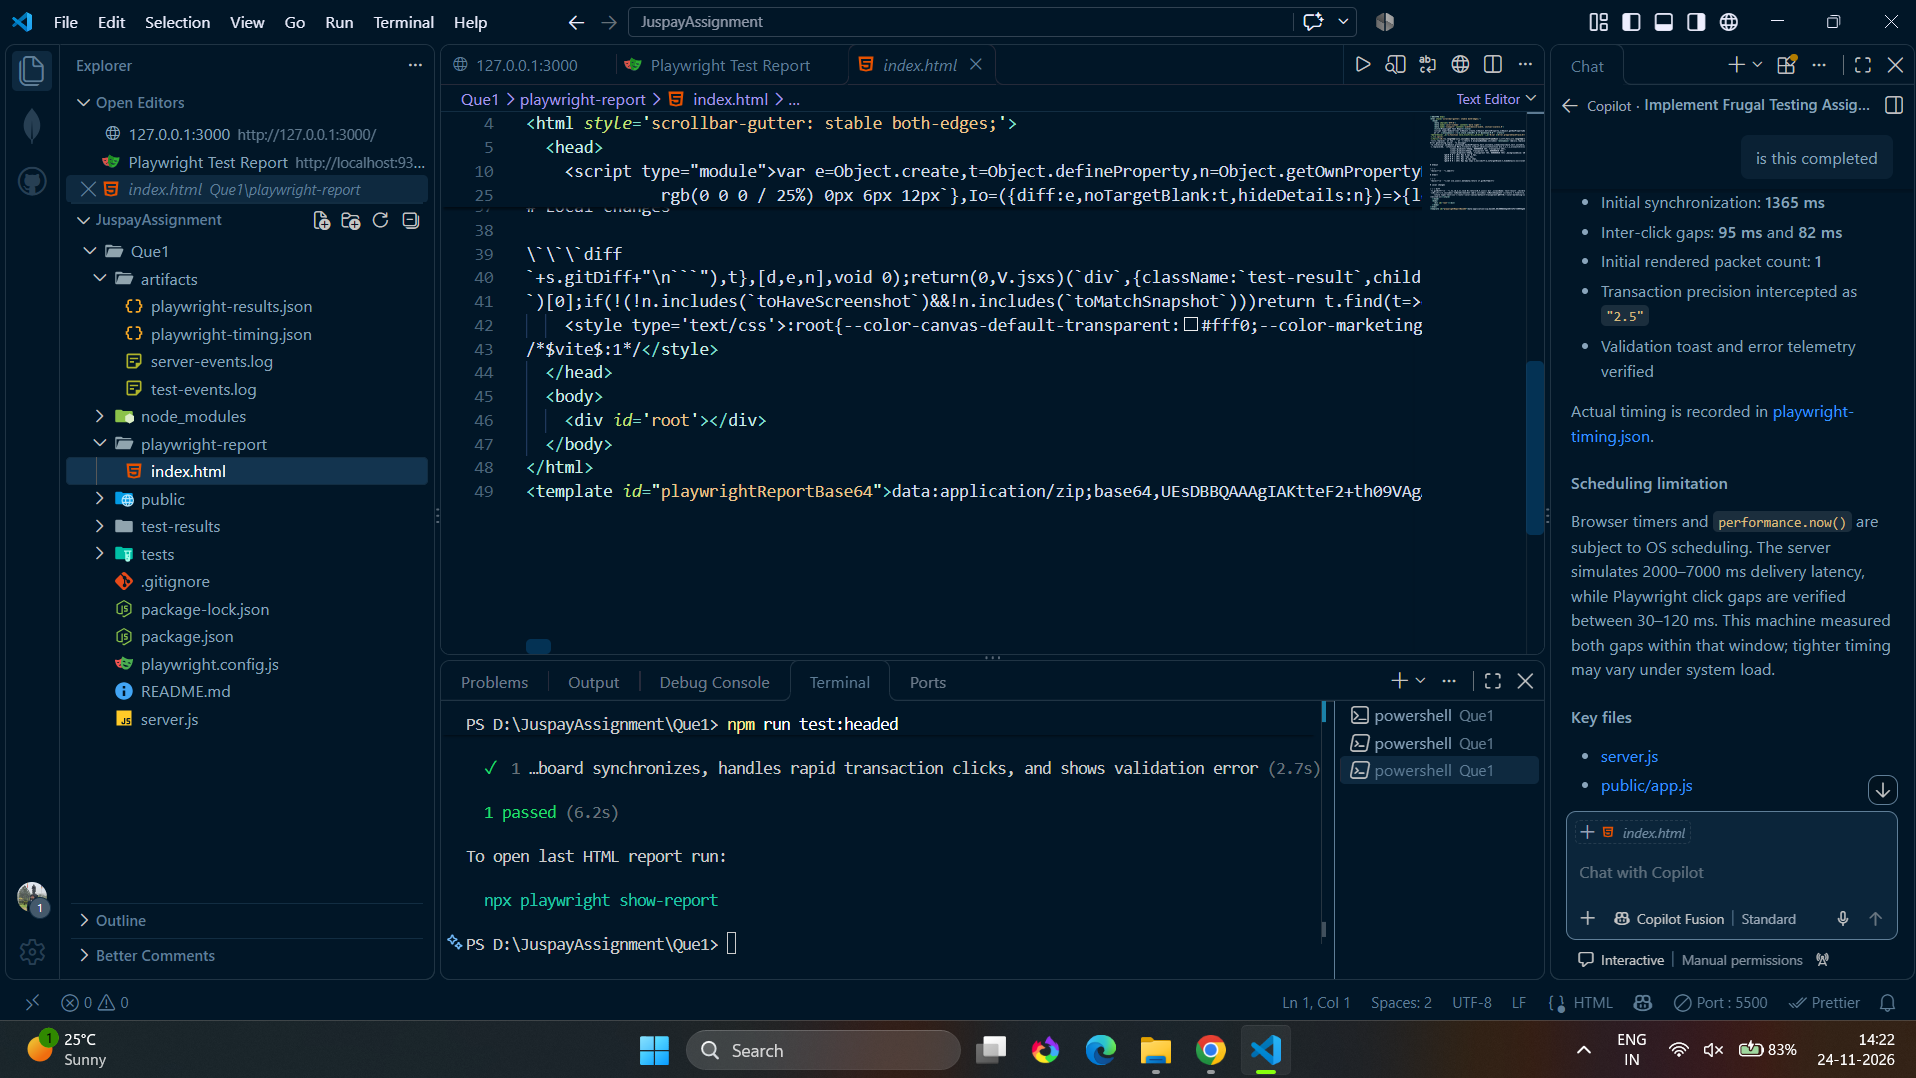 File Edit Selection View Go Run Terminal Help
JuspayAssignment
Explorer
Open Editors
127.0.0.1:3000 http://127.0.0.1:3000/
Playwright Test Report http://localhost:93...
index.html Que1\playwright-report
JuspayAssignment
Que1
artifacts
playwright-results.json
playwright-timing.json
server-events.log
test-events.log
node_modules
playwright-report
index.html
public
test-results
tests
.gitignore
package-lock.json
package.json
playwright.config.js
README.md
server.js
Outline
Better Comments
127.0.0.1:3000
Playwright Test Report
index.html
Que1 > playwright-report > index.html > ...
Text Editor
4 <html style='scrollbar-gutter: stable both-edges;'>
5 <head>
10 <script type="module">var e=Object.create,t=Object.defineProperty,n=Object.getOwnProperty
25 rgb(0 0 0 / 25%) 0px 6px 12px`},Io=({diff:e,noTargetBlank:t,hideDetails:n})=>{l
37 # Local changes
38
39 \`\`\`diff
40 `+s.gitDiff+"\n```"),t},[d,e,n],void 0);return(0,V.jsxs)(`div`,{className:`test-result`,child
41 `)[0];if(!(!n.includes(`toHaveScreenshot`)&&!n.includes(`toMatchSnapshot`)))return t.find(t=>
42 <style type='text/css'>:root{--color-canvas-default-transparent:#fff0;--color-marketing
43 /*$vite$:1*/</style>
44 </head>
45 <body>
46 <div id='root'></div>
47 </body>
48 </html>
49 <template id="playwrightReportBase64">data:application/zip;base64,UEsDBBQAAAgIAKtteF2+th09VAg
Problems Output Debug Console Terminal Ports
PS D:\JuspayAssignment\Que1> npm run test:headed
✓ 1 …board synchronizes, handles rapid transaction clicks, and shows validation error (2.7s)
1 passed (6.2s)
To open last HTML report run:
npx playwright show-report
PS D:\JuspayAssignment\Que1>
powershell Que1
powershell Que1
powershell Que1
Chat
Copilot · Implement Frugal Testing Assig...
is this completed
• Initial synchronization: 1365 ms
• Inter-click gaps: 95 ms and 82 ms
• Initial rendered packet count: 1
• Transaction precision intercepted as
"2.5"
• Validation toast and error telemetry
verified
Actual timing is recorded in playwright-
timing.json.
Scheduling limitation
Browser timers and performance.now() are
subject to OS scheduling. The server
simulates 2000–7000 ms delivery latency,
while Playwright click gaps are verified
between 30–120 ms. This machine measured
both gaps within that window; tighter timing
may vary under system load.
Key files
• server.js
• public/app.js
index.html
Chat with Copilot
Copilot Fusion Standard
Interactive Manual permissions
0 0
Ln 1, Col 1 Spaces: 2 UTF-8 LF HTML Port : 5500 Prettier
1
1
25°C
Sunny
Search
ENG
IN
83%
14:22
24-11-2026